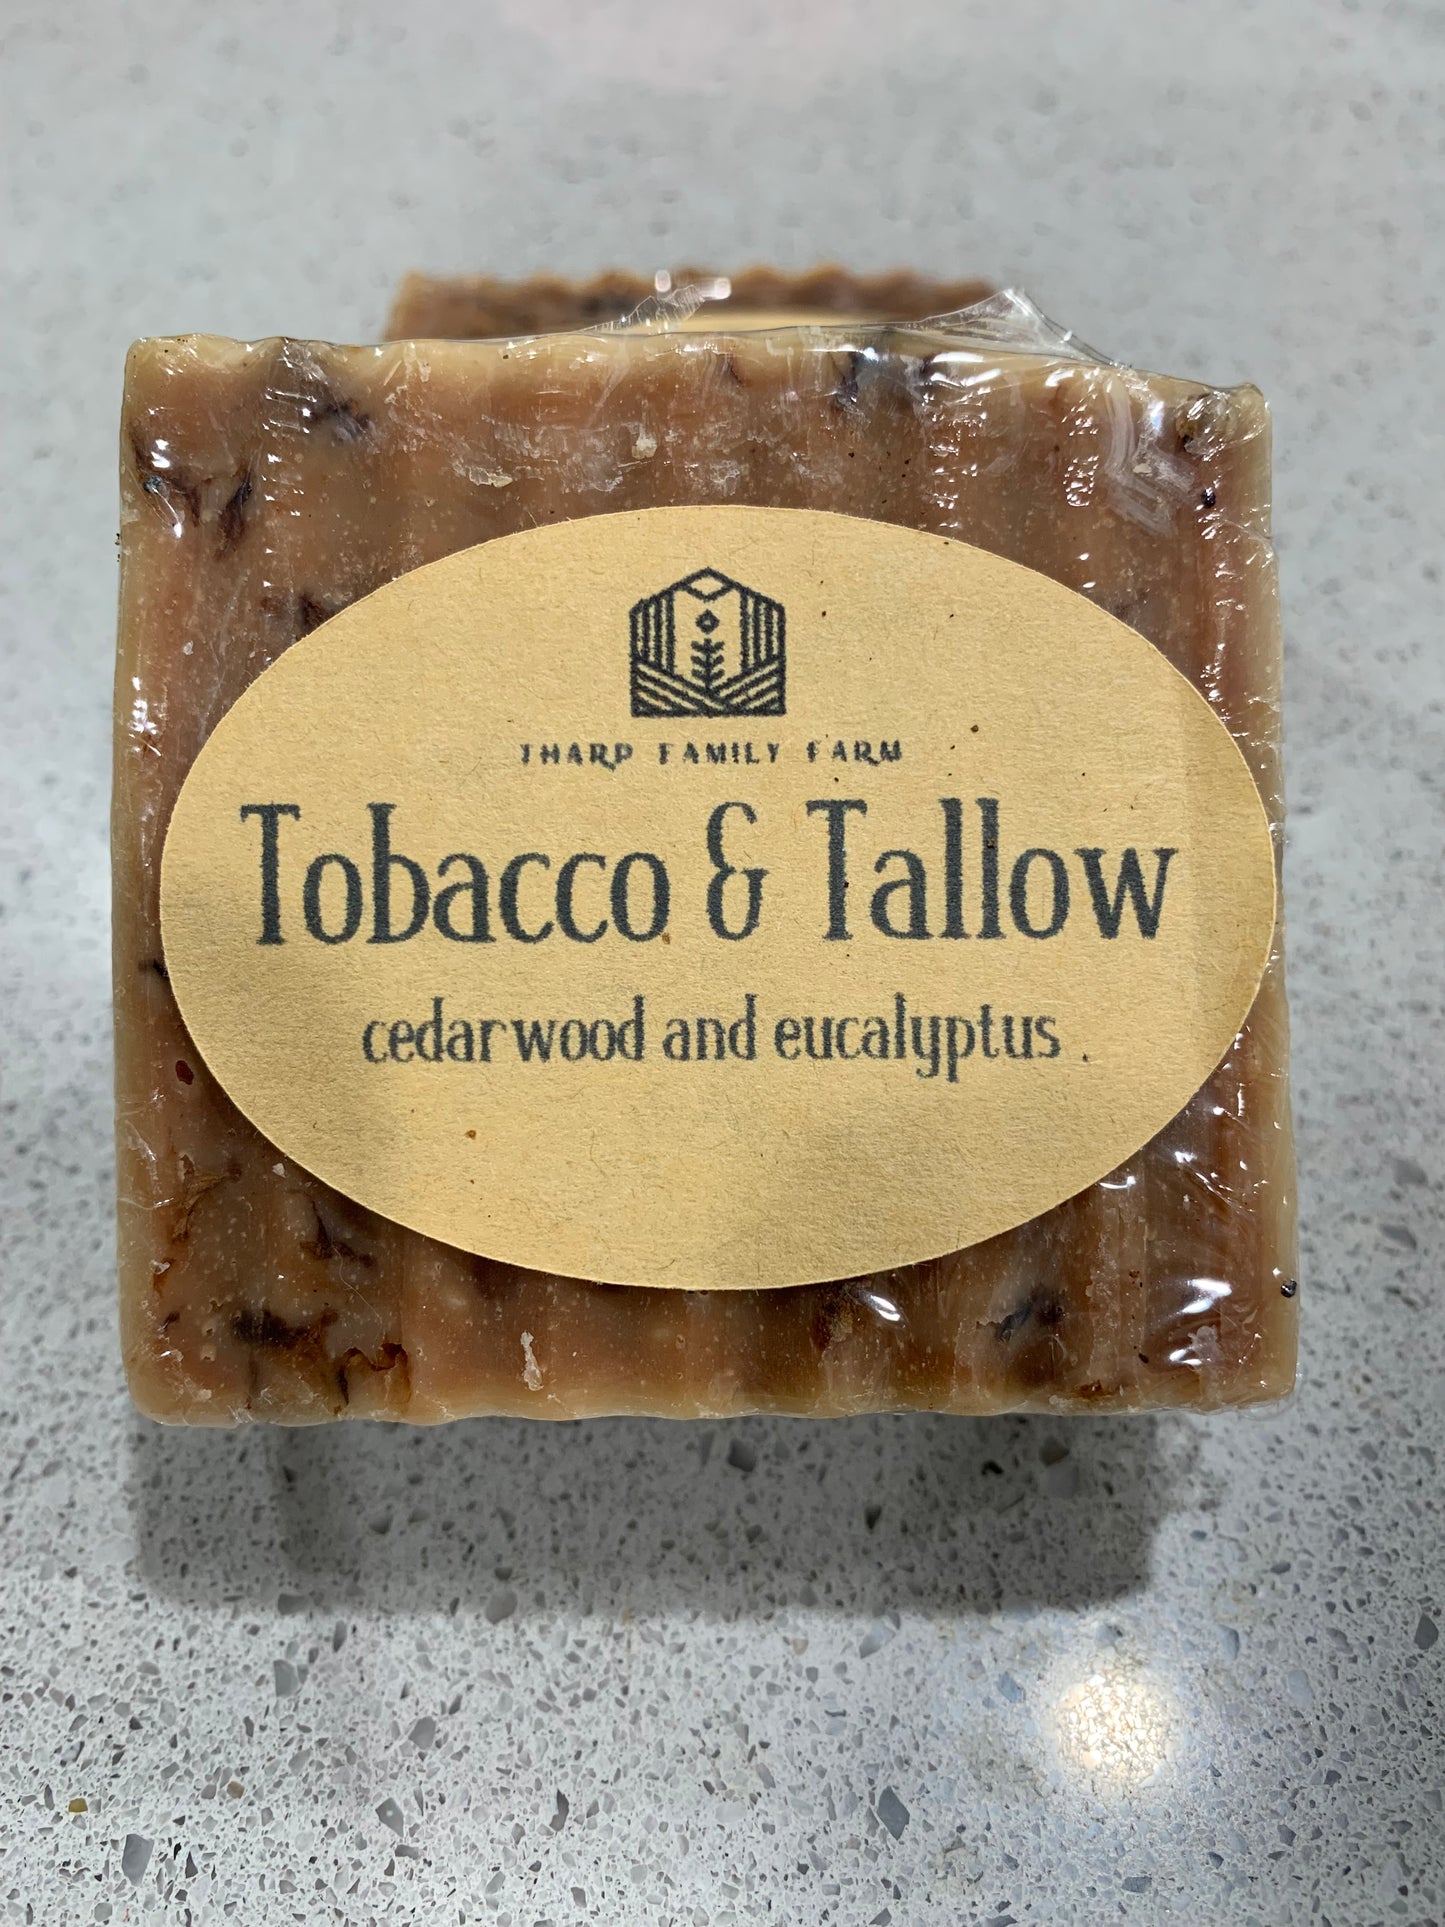 THARP FAMILY FARM
Tobacco & Tallow
cedarwood and eucalyptus